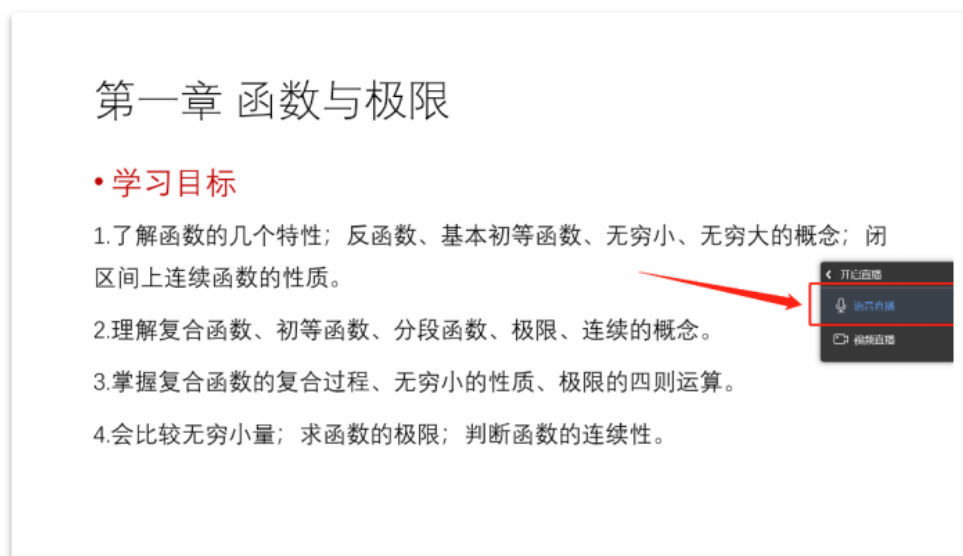 第一章 函数与极限
•学习目标
1.了解函数的几个特性；反函数、基本初等函数、无穷小、无穷大的概念；闭
区间上连续函数的性质。
开启直播
语音直播
2.理解复合函数、初等函数、分段函数、极限、连续的概念。
视频直播
3.掌握复合函数的复合过程、无穷小的性质、极限的四则运算。
4.会比较无穷小量；求函数的极限；判断函数的连续性。